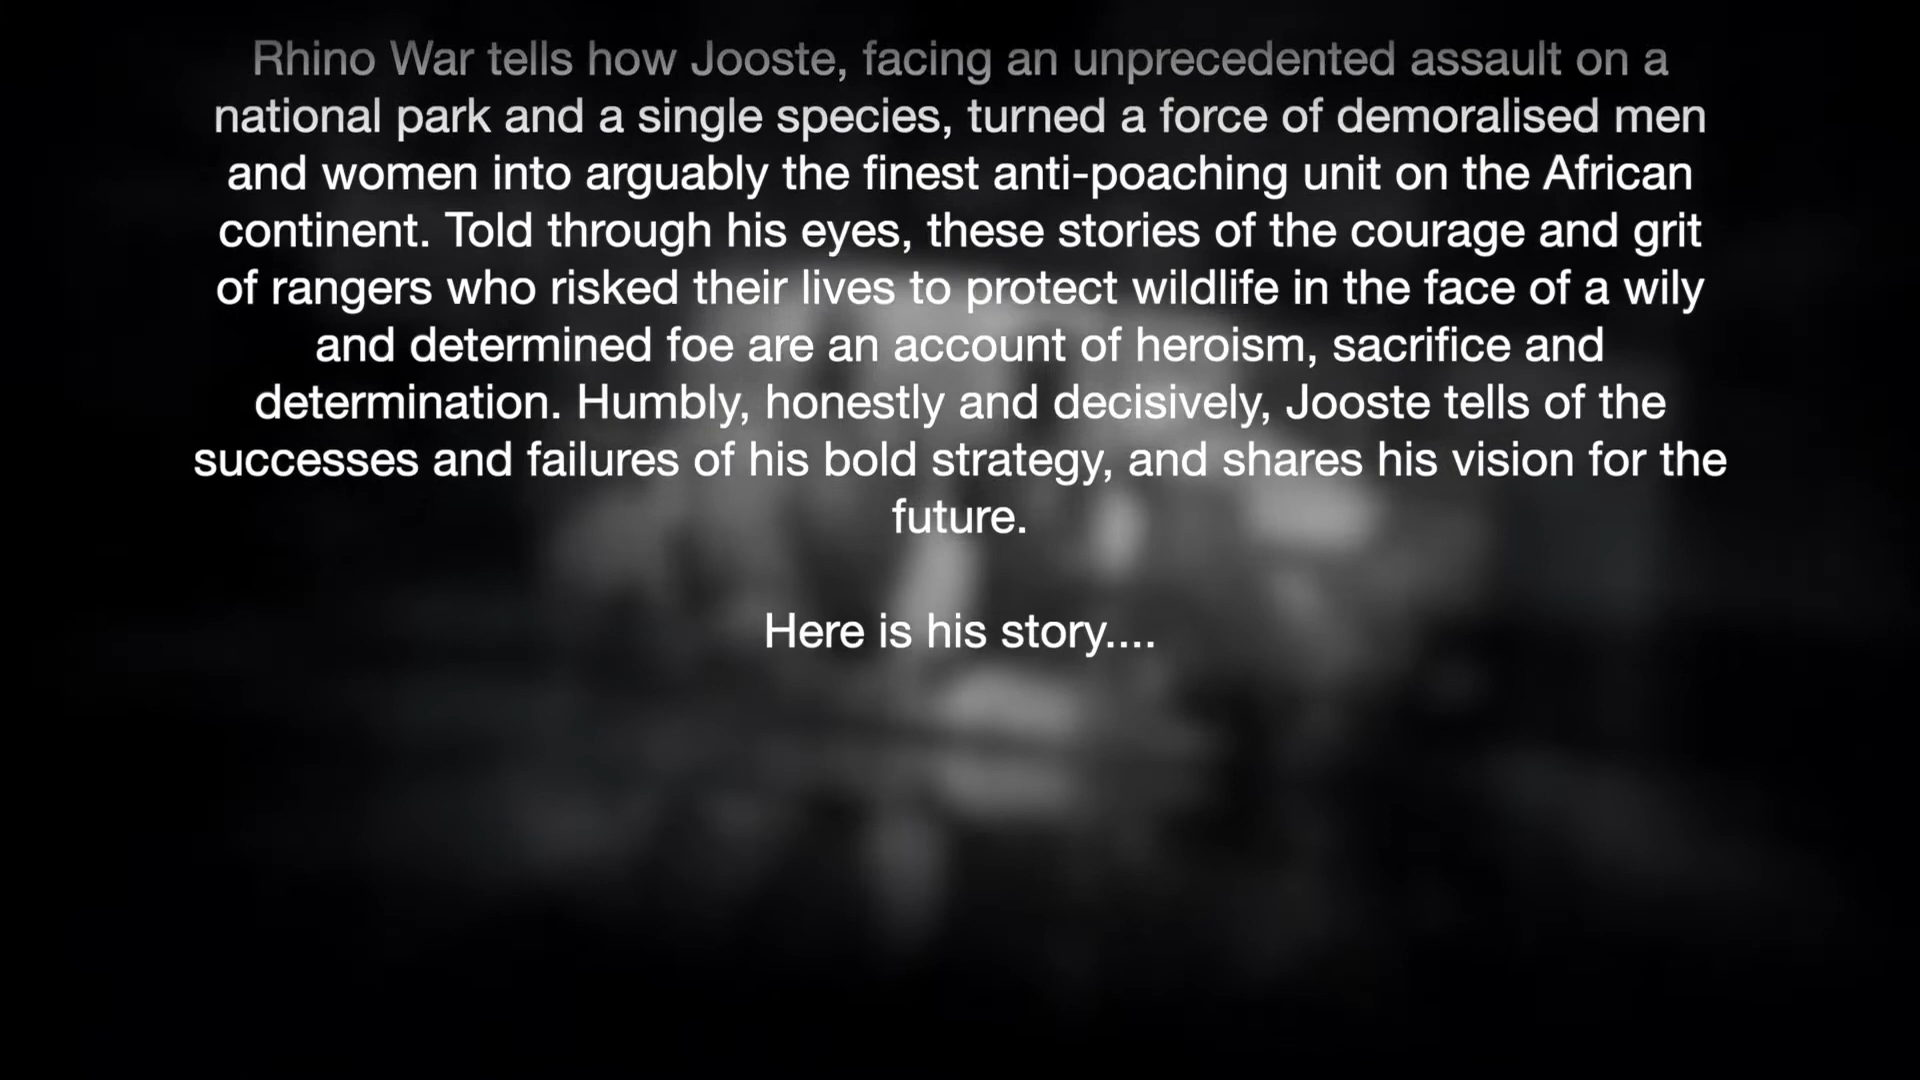 Rhino War tells how Jooste, facing an unprecedented assault on a
national park and a single species, turned a force of demoralised men
and women into arguably the finest anti-poaching unit on the African
continent. Told through his eyes, these stories of the courage and grit
of rangers who risked their lives to protect wildlife in the face of a wily
and determined foe are an account of heroism, sacrifice and
determination. Humbly, honestly and decisively, Jooste tells of the
successes and failures of his bold strategy, and shares his vision for the
future.
Here is his story....